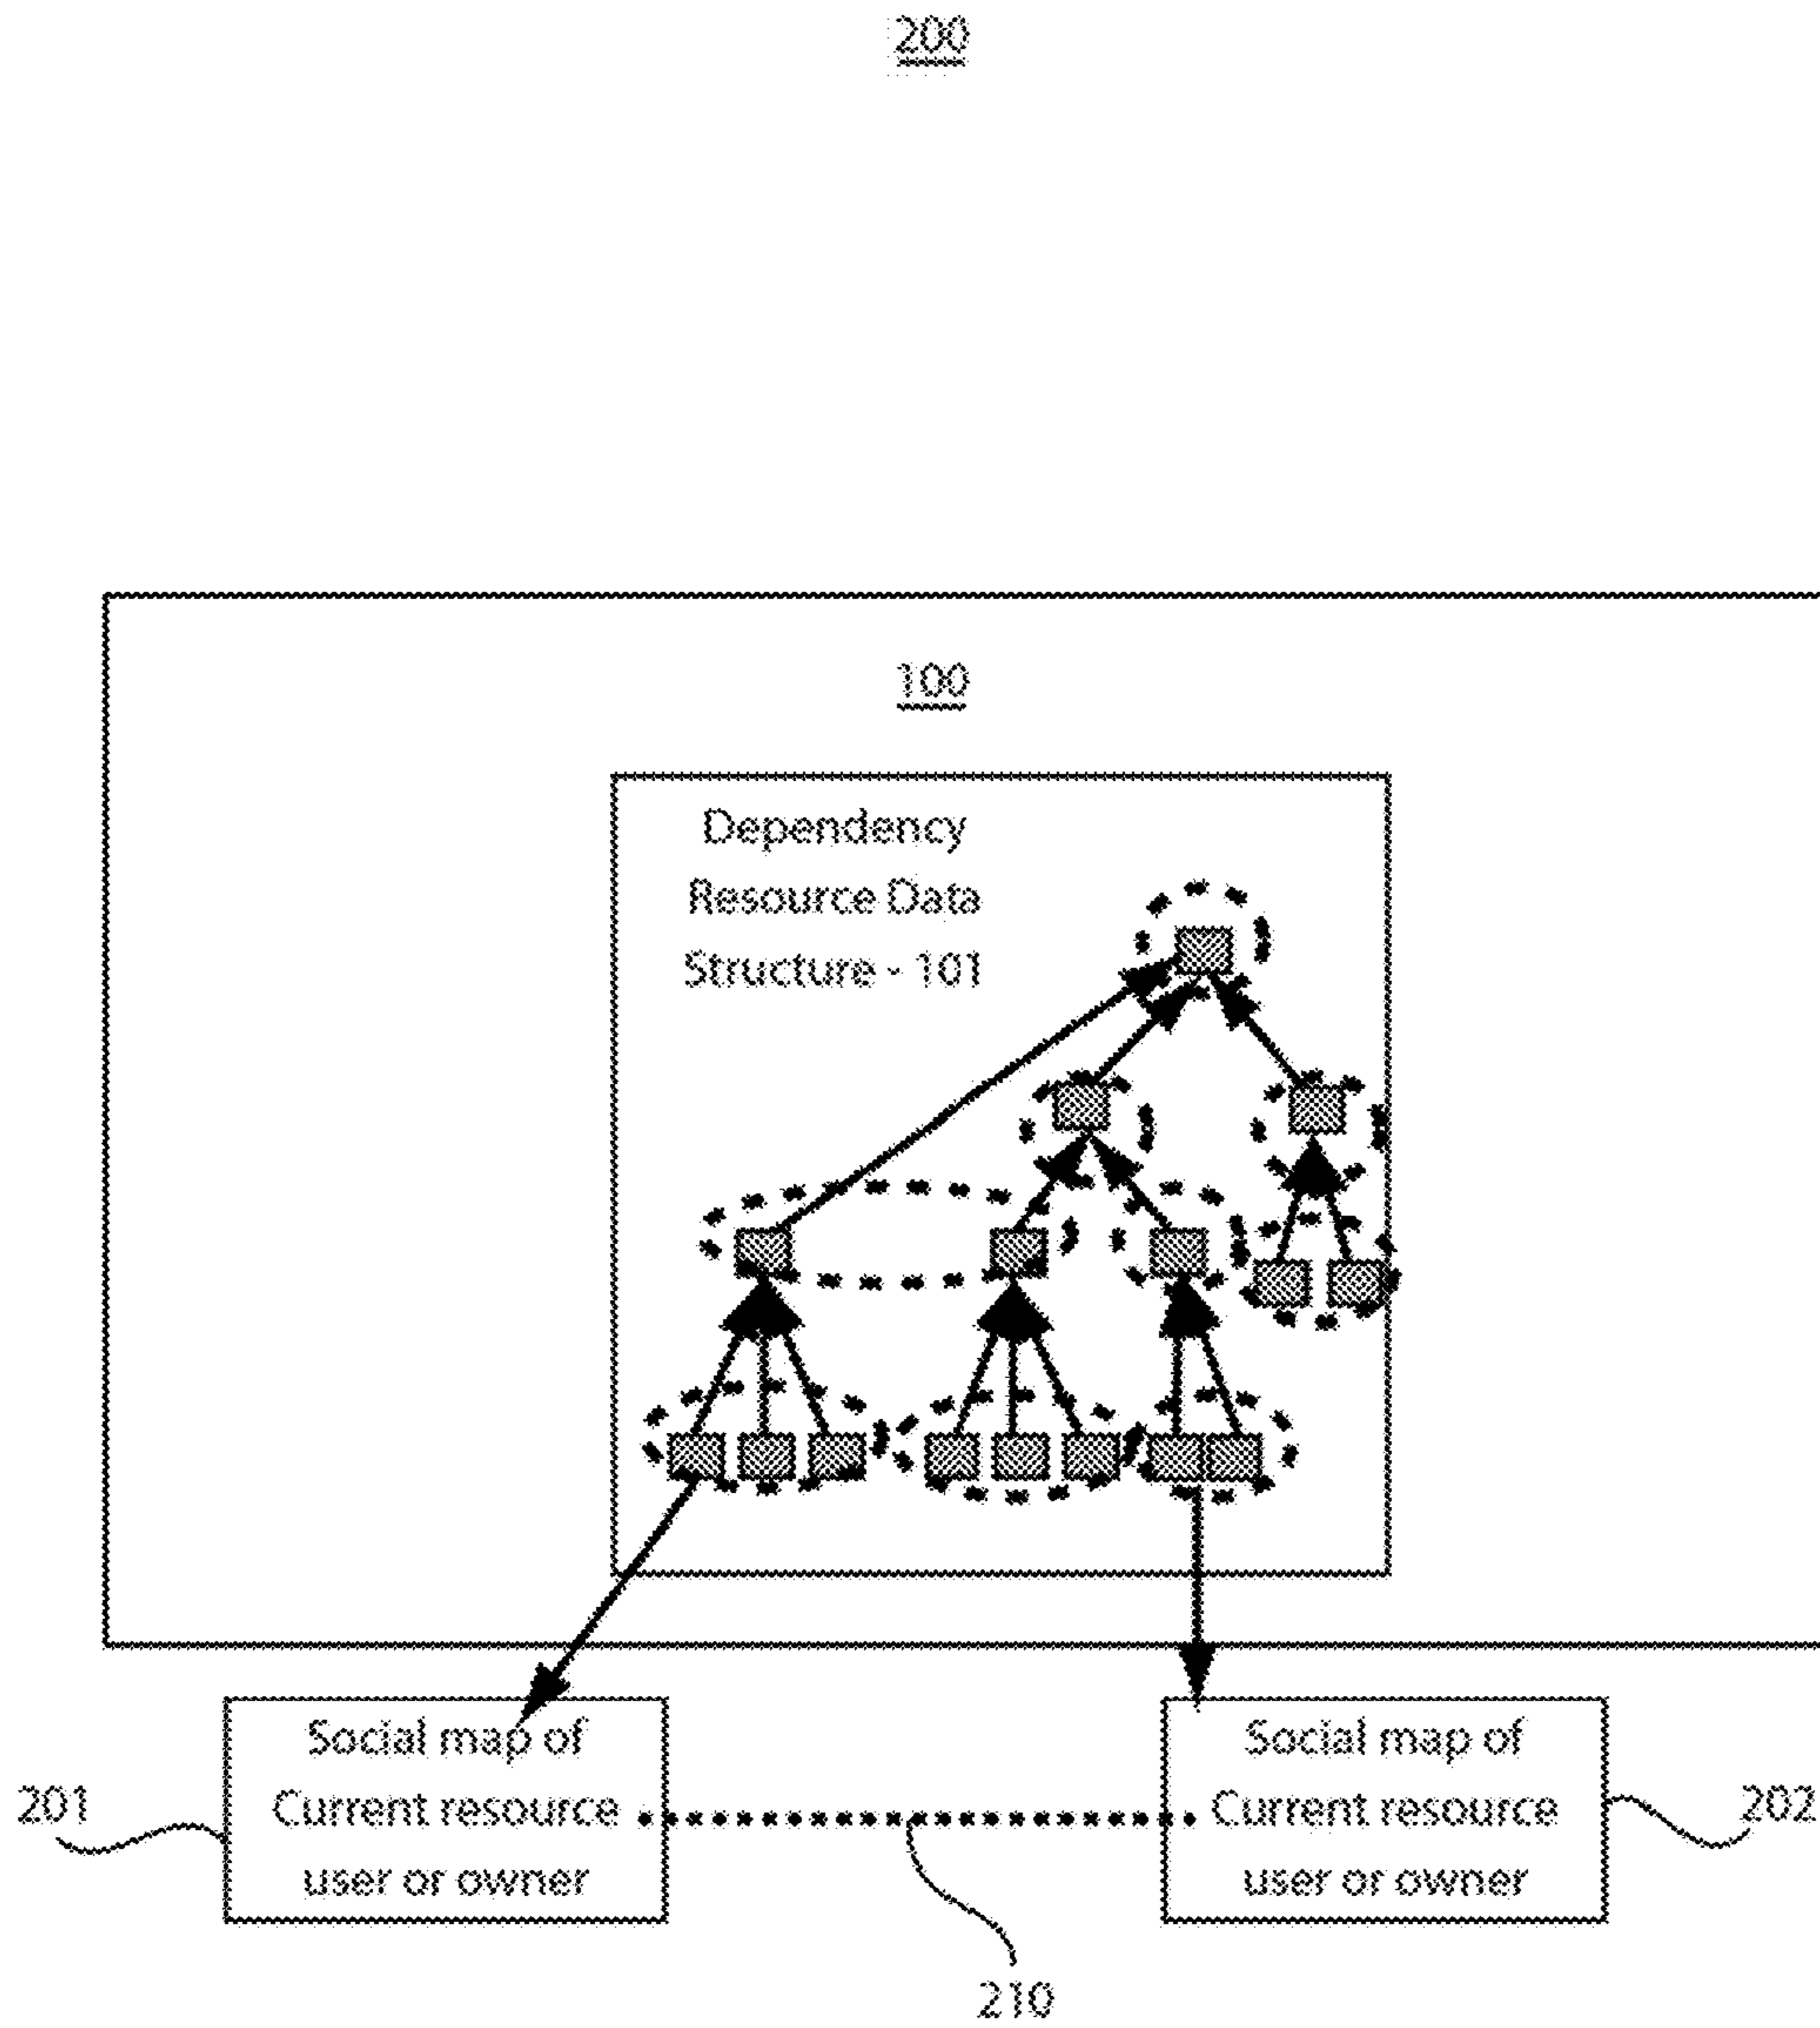 200
100
Dependency
Resource Data
Structure - 101
Social map of
Current resource
user or owner
Social map of
Current resource
user or owner
201
202
210